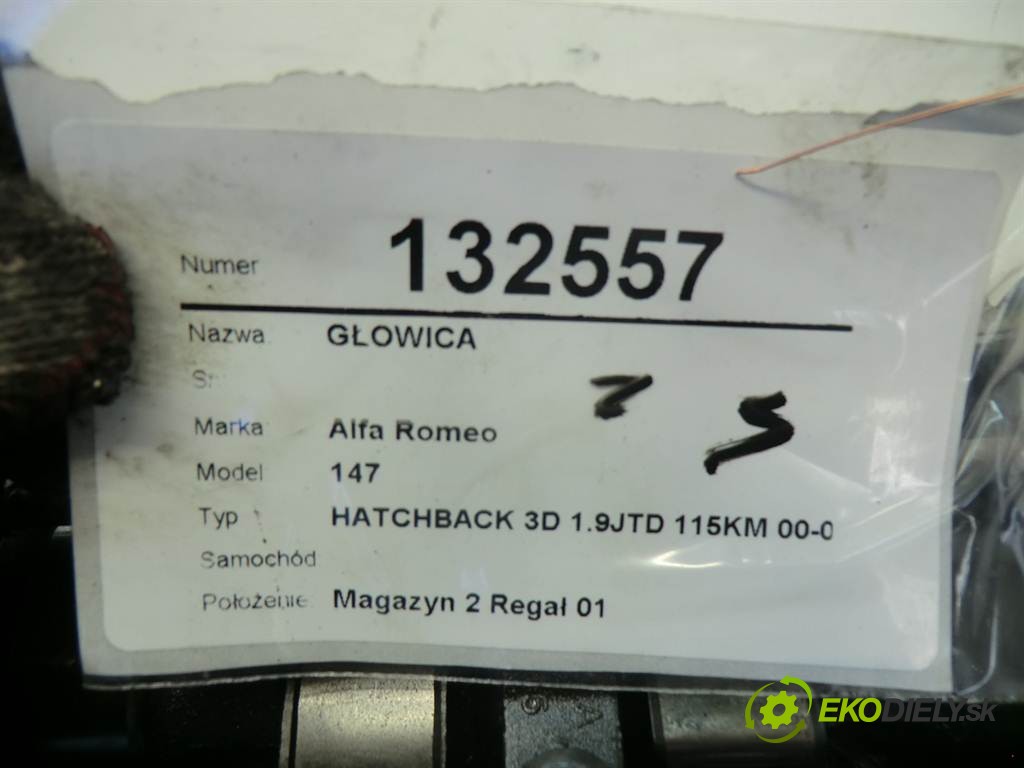 Numer 132557
Nazwa GŁOWICA
Marka Alfa Romeo
Model 147
Typ HATCHBACK 3D 1.9JTD 115KM 00-0
Samochód
Położenie Magazyn 2 Regał 01
EKODIELY.SK